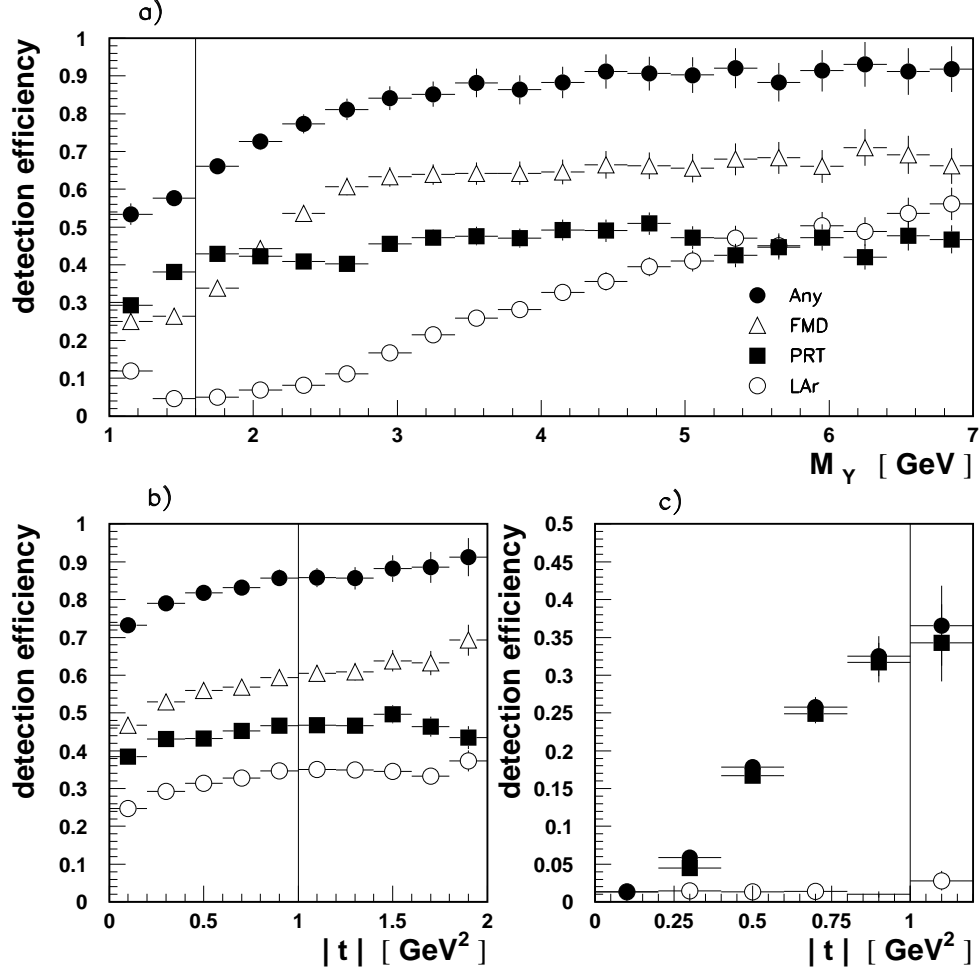 a)
detection efficiency
1
0.9
0.8
0.7
0.6
0.5
0.4
0.3
0.2
0.1
0
Any
FMD
PRT
LAr
1 2 3 4 5 6 7
M Y [ GeV ]
b)
detection efficiency
1
0.9
0.8
0.7
0.6
0.5
0.4
0.3
0.2
0.1
0
0 0.5 1 1.5 2
| t | [ GeV² ]
c)
detection efficiency
0.5
0.45
0.4
0.35
0.3
0.25
0.2
0.15
0.1
0.05
0
0 0.25 0.5 0.75 1
| t | [ GeV² ]